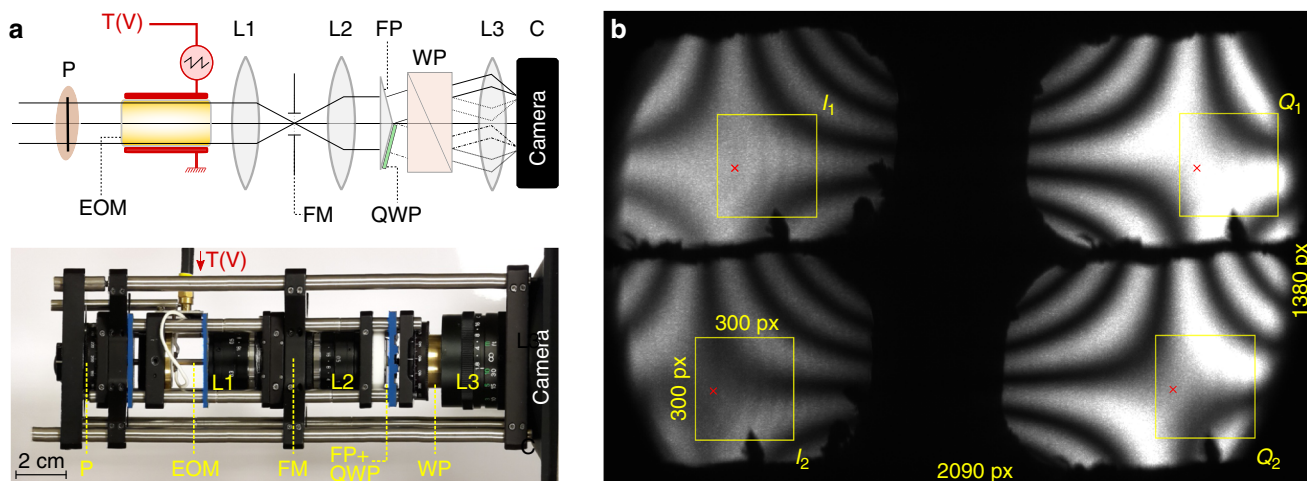 a
T(V)
P
L1
L2
FP
WP
L3
C
Camera
EOM
FM
QWP
T(V)
L1
L2
L3
Camera
C
P
EOM
FM
FP+
QWP
WP
2 cm
b
I1
Q1
300 px
300 px
I2
Q2
2090 px
1380 px